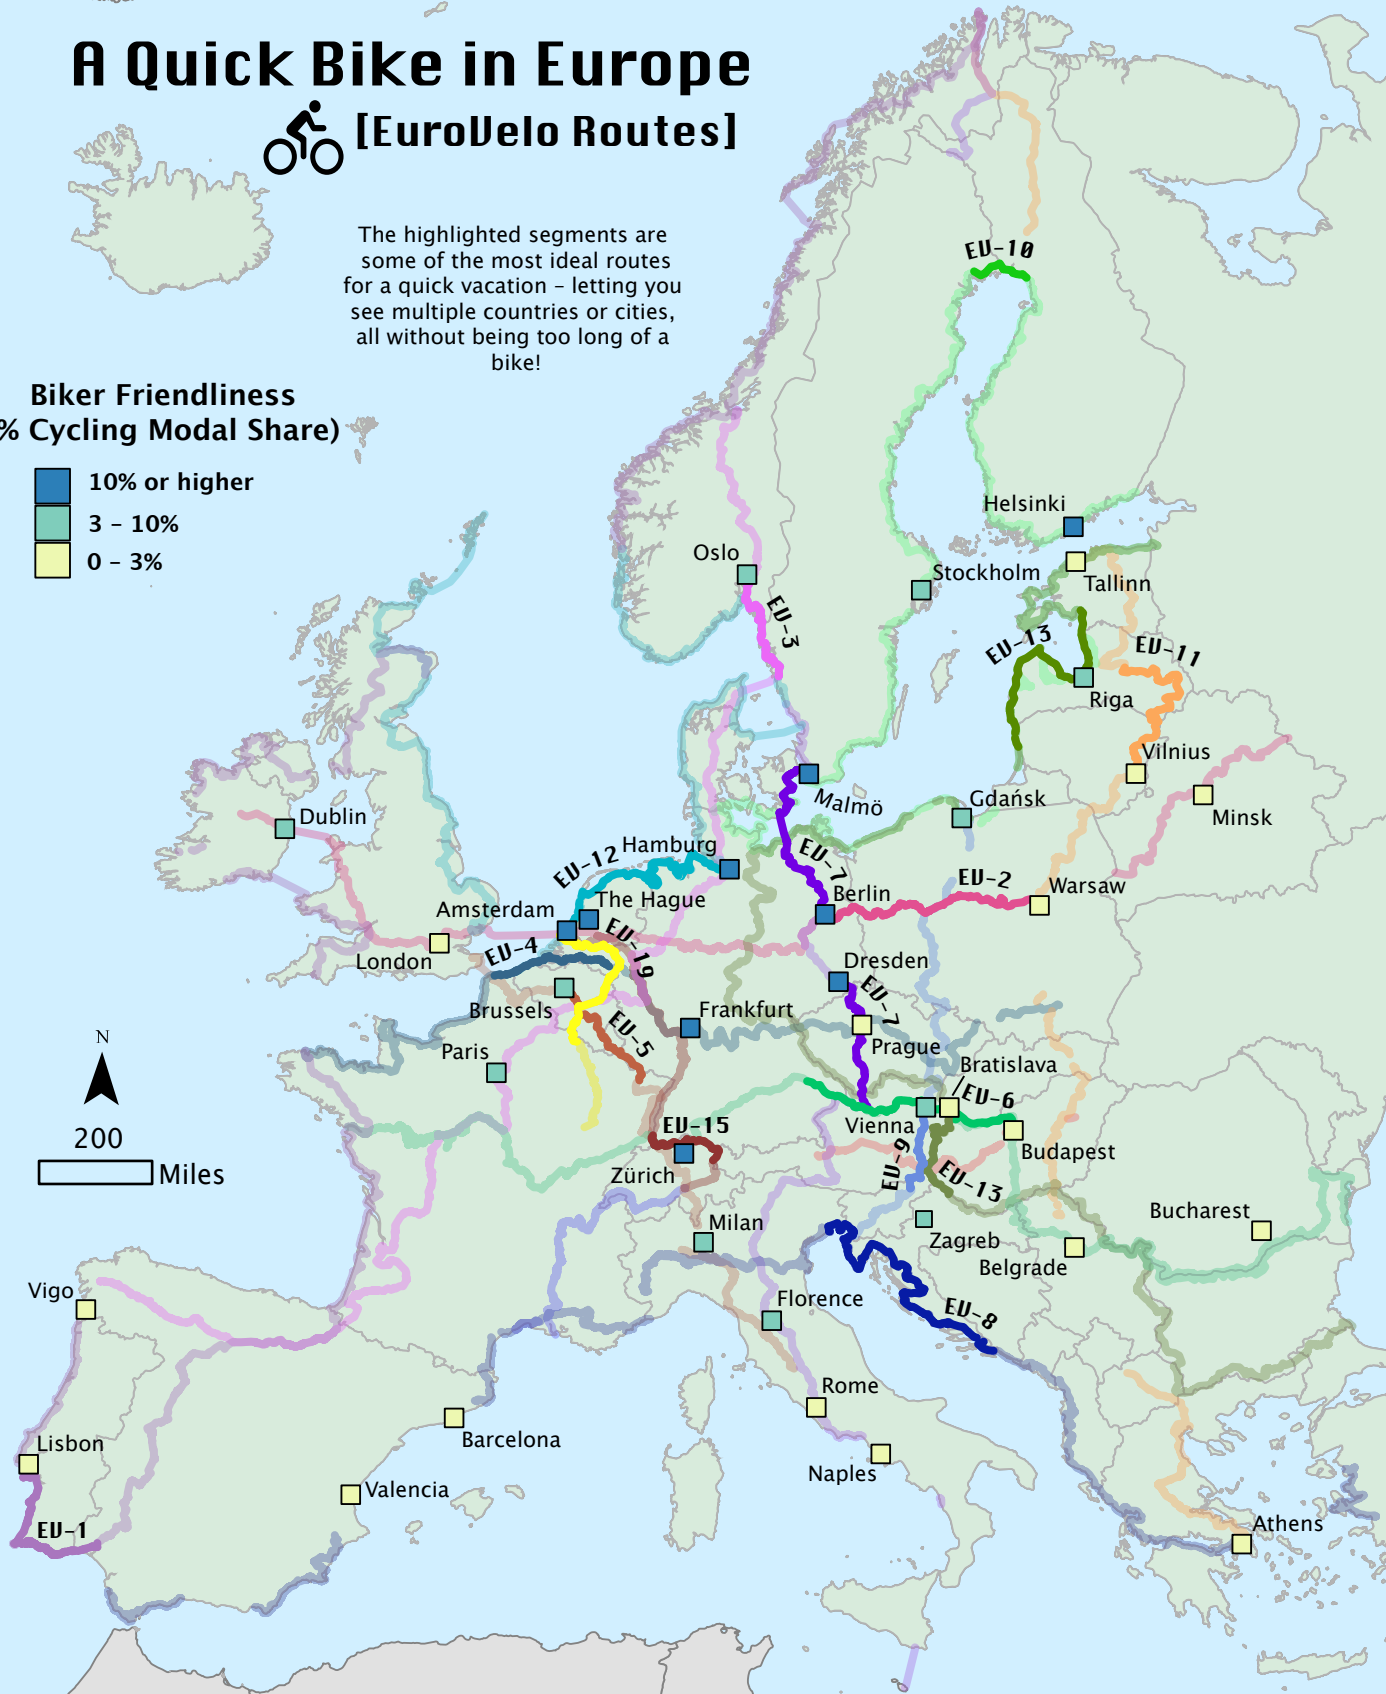 A Quick Bike in Europe
[EuroVelo Routes]
The highlighted segments are
some of the most ideal routes
for a quick vacation – letting you
see multiple countries or cities,
all without being too long of a
bike!
Biker Friendliness
% Cycling Modal Share)
10% or higher
3 – 10%
0 – 3%
EU-10
Helsinki
Oslo
Stockholm
Tallinn
EU-3
EU-13
EU-11
Riga
Vilnius
Minsk
Malmö
Gdańsk
Dublin
Hamburg
EU-12
EU-7
EU-2
Warsaw
Berlin
The Hague
Amsterdam
London
EU-4
EU-19
Dresden
EU-7
Brussels
EU-5
Frankfurt
Prague
Paris
Bratislava
EU-6
Vienna
Budapest
EU-15
Zürich
EU-9
EU-13
N
200
Miles
Milan
Zagreb
Belgrade
Bucharest
Vigo
Florence
EU-8
Rome
Naples
Barcelona
Lisbon
Valencia
EU-1
Athens